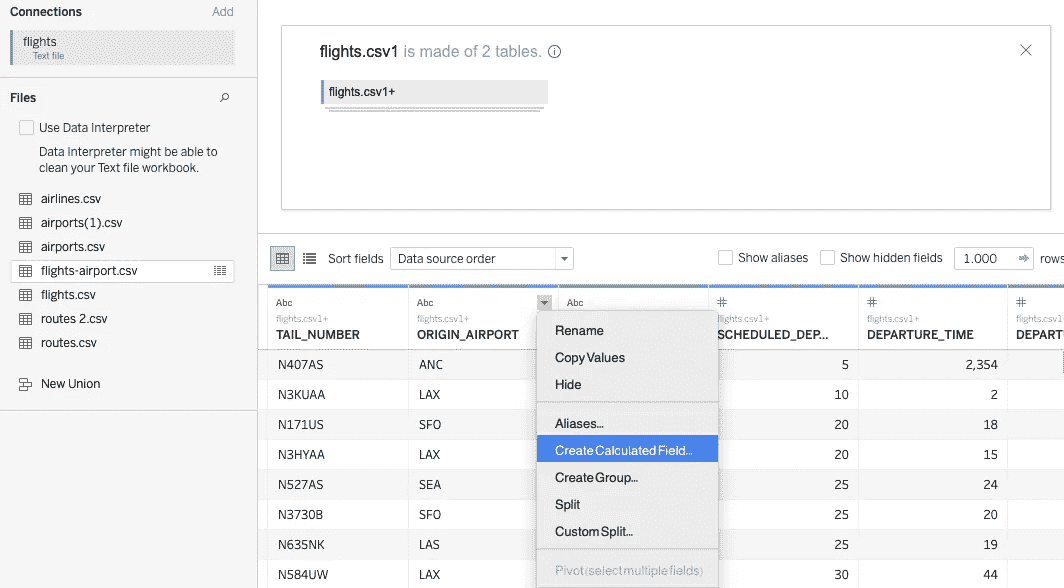 Connections Add
flights
Text file
Files
Use Data Interpreter
Data Interpreter might be able to
clean your Text file workbook.
airlines.csv
airports(1).csv
airports.csv
flights-airport.csv
flights.csv
routes 2.csv
routes.csv
New Union
flights.csv1 is made of 2 tables.
flights.csv1+
Sort fields Data source order Show aliases Show hidden fields 1.000 rows
Abc Abc Abc # # #
flights.csv1+ flights.csv1+ flights.csv1+ flights.csv1+ flights.csv1
TAIL_NUMBER ORIGIN_AIRPORT SCHEDULED_DEP... DEPARTURE_TIME DEPART
N407AS ANC 5 2,354
N3KUAA LAX 10 2
N171US SFO 20 18
N3HYAA LAX 20 15
N527AS SEA 25 24
N3730B SFO 25 20
N635NK LAS 25 19
N584UW LAX 30 44
Rename
Copy Values
Hide
Aliases...
Create Calculated Field...
Create Group...
Split
Custom Split...
Pivot (select multiple fields)